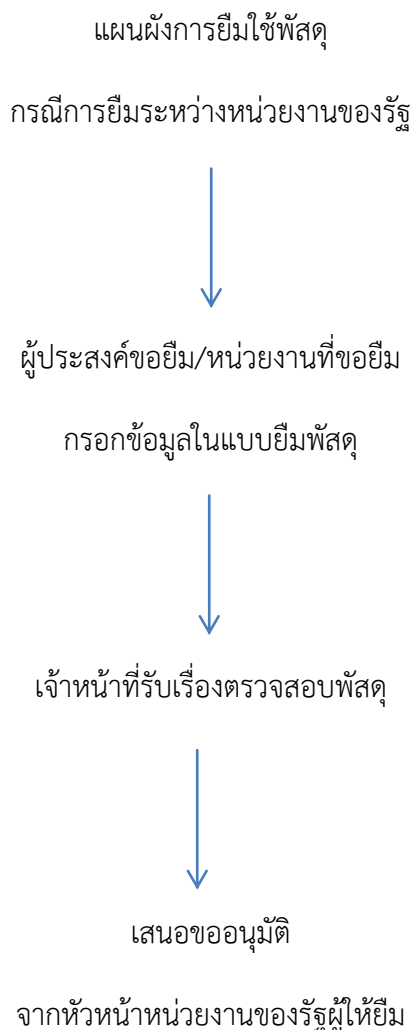 แผนผังการยืมใช้พัสดุ
กรณีการยืมระหว่างหน่วยงานของรัฐ
ผู้ประสงค์ขอยืม/หน่วยงานที่ขอยืม
กรอกข้อมูลในแบบยืมพัสดุ
เจ้าหน้าที่รับเรื่องตรวจสอบพัสดุ
เสนอขออนุมัติ
จากหัวหน้าหน่วยงานของรัฐผู้ให้ยืม